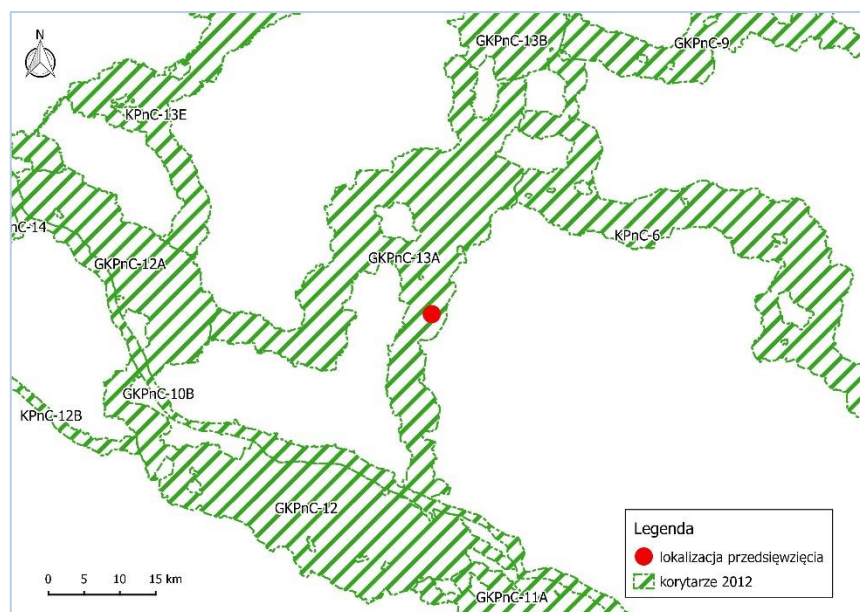 GKPnC-13B
GKPnC-9
N
KPnC-13E
nC-14
KPnC-6
GKPnC-13A
GKPnC-12A
GKPnC-10B
KPnC-12B
GKPnC-12
Legenda
lokalizacja przedsięwzięcia
korytarze 2012
0 5 10 15 km
GKPnC-11A